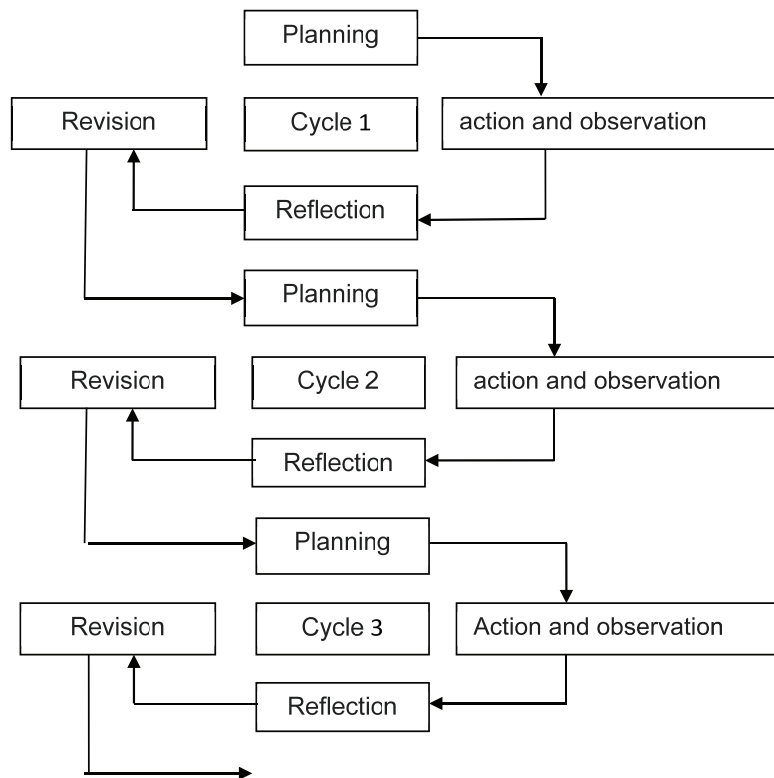 Planning
Revision
Cycle 1
action and observation
Reflection
Planning
Revision
Cycle 2
action and observation
Reflection
Planning
Revision
Cycle 3
Action and observation
Reflection